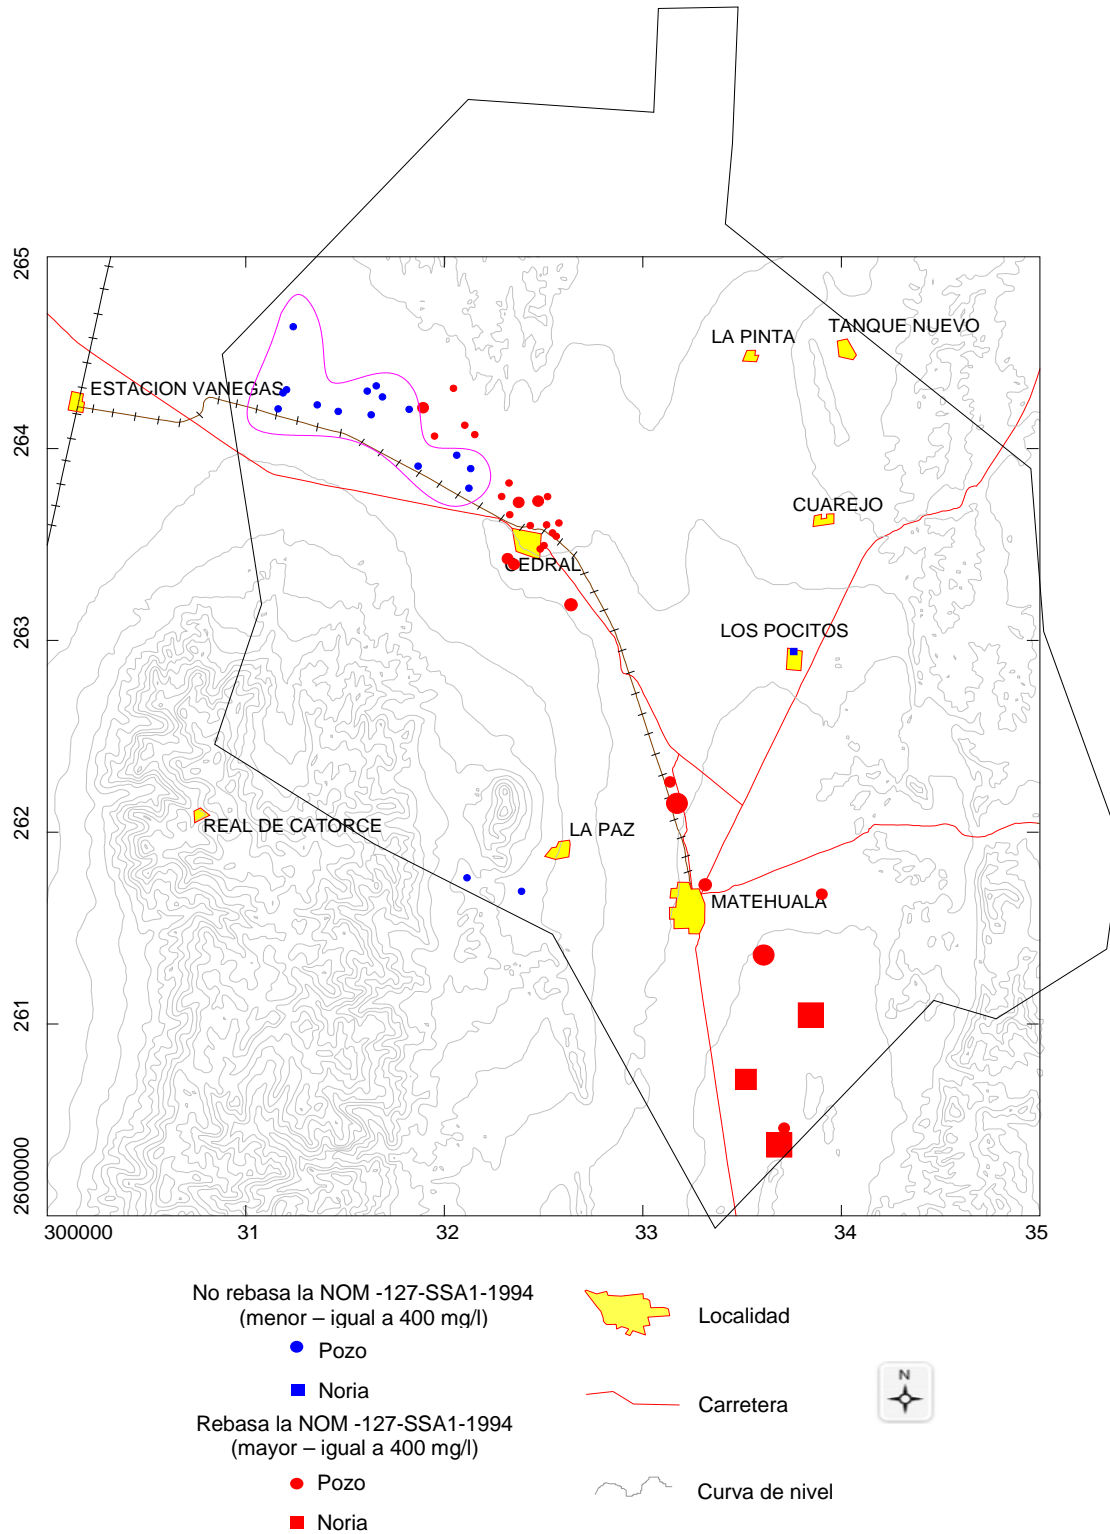 265
264
263
262
261
2600000
300000
31
32
33
34
35
ESTACION VANEGAS
LA PINTA
TANQUE NUEVO
CUAREJO
CEDRAL
LOS POCITOS
REAL DE CATORCE
LA PAZ
MATEHUALA
No rebasa la NOM -127-SSA1-1994
(menor – igual a 400 mg/l)
Pozo
Noria
Rebasa la NOM -127-SSA1-1994
(mayor – igual a 400 mg/l)
Pozo
Noria
Localidad
Carretera
Curva de nivel
N